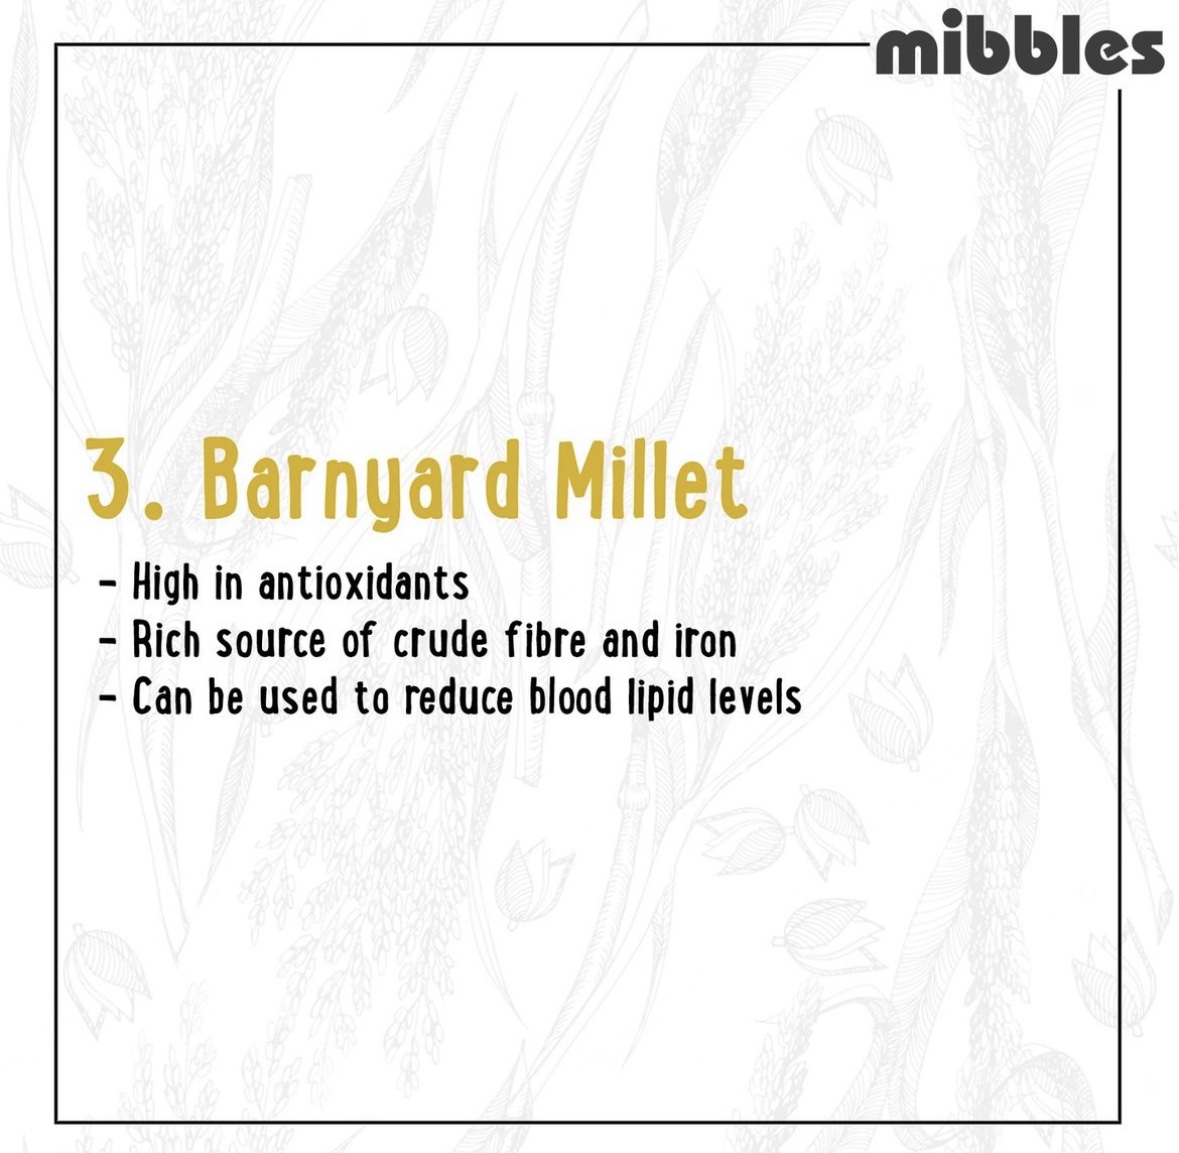 mibbles
3. Barnyard Millet
- High in antioxidants
- Rich source of crude fibre and iron
- Can be used to reduce blood lipid levels